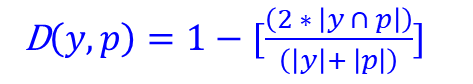 D(y, p) = 1 − [(2 * |y ∩ p|) / (|y|+ |p|)]